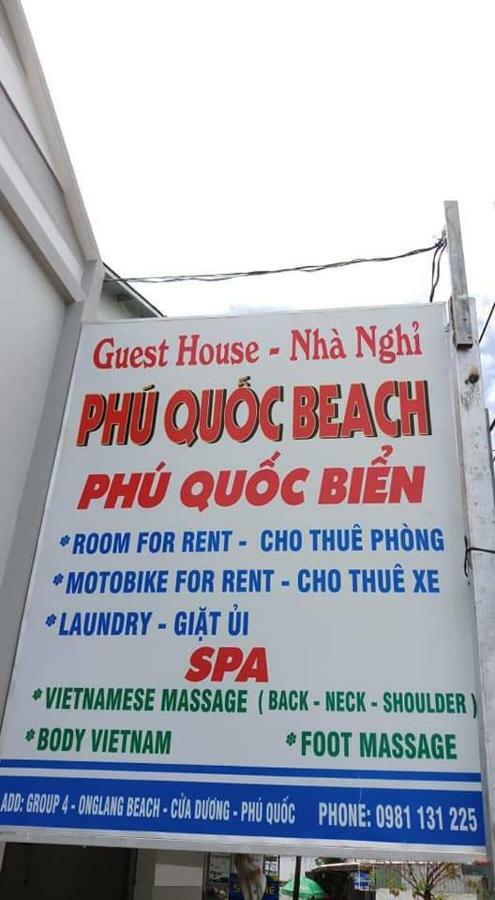 Guest House - Nhà Nghỉ
PHÚ QUỐC BEACH
PHÚ QUỐC BIỂN
*ROOM FOR RENT - CHO THUÊ PHÒNG
*MOTOBIKE FOR RENT - CHO THUÊ XE
*LAUNDRY - GIẶT ỦI
SPA
*VIETNAMESE MASSAGE ( BACK - NECK - SHOULDER )
*BODY VIETNAM *FOOT MASSAGE
ADD: GROUP 4 - ONGLANG BEACH - CỬA DƯƠNG - PHÚ QUỐC PHONE: 0981 131 225